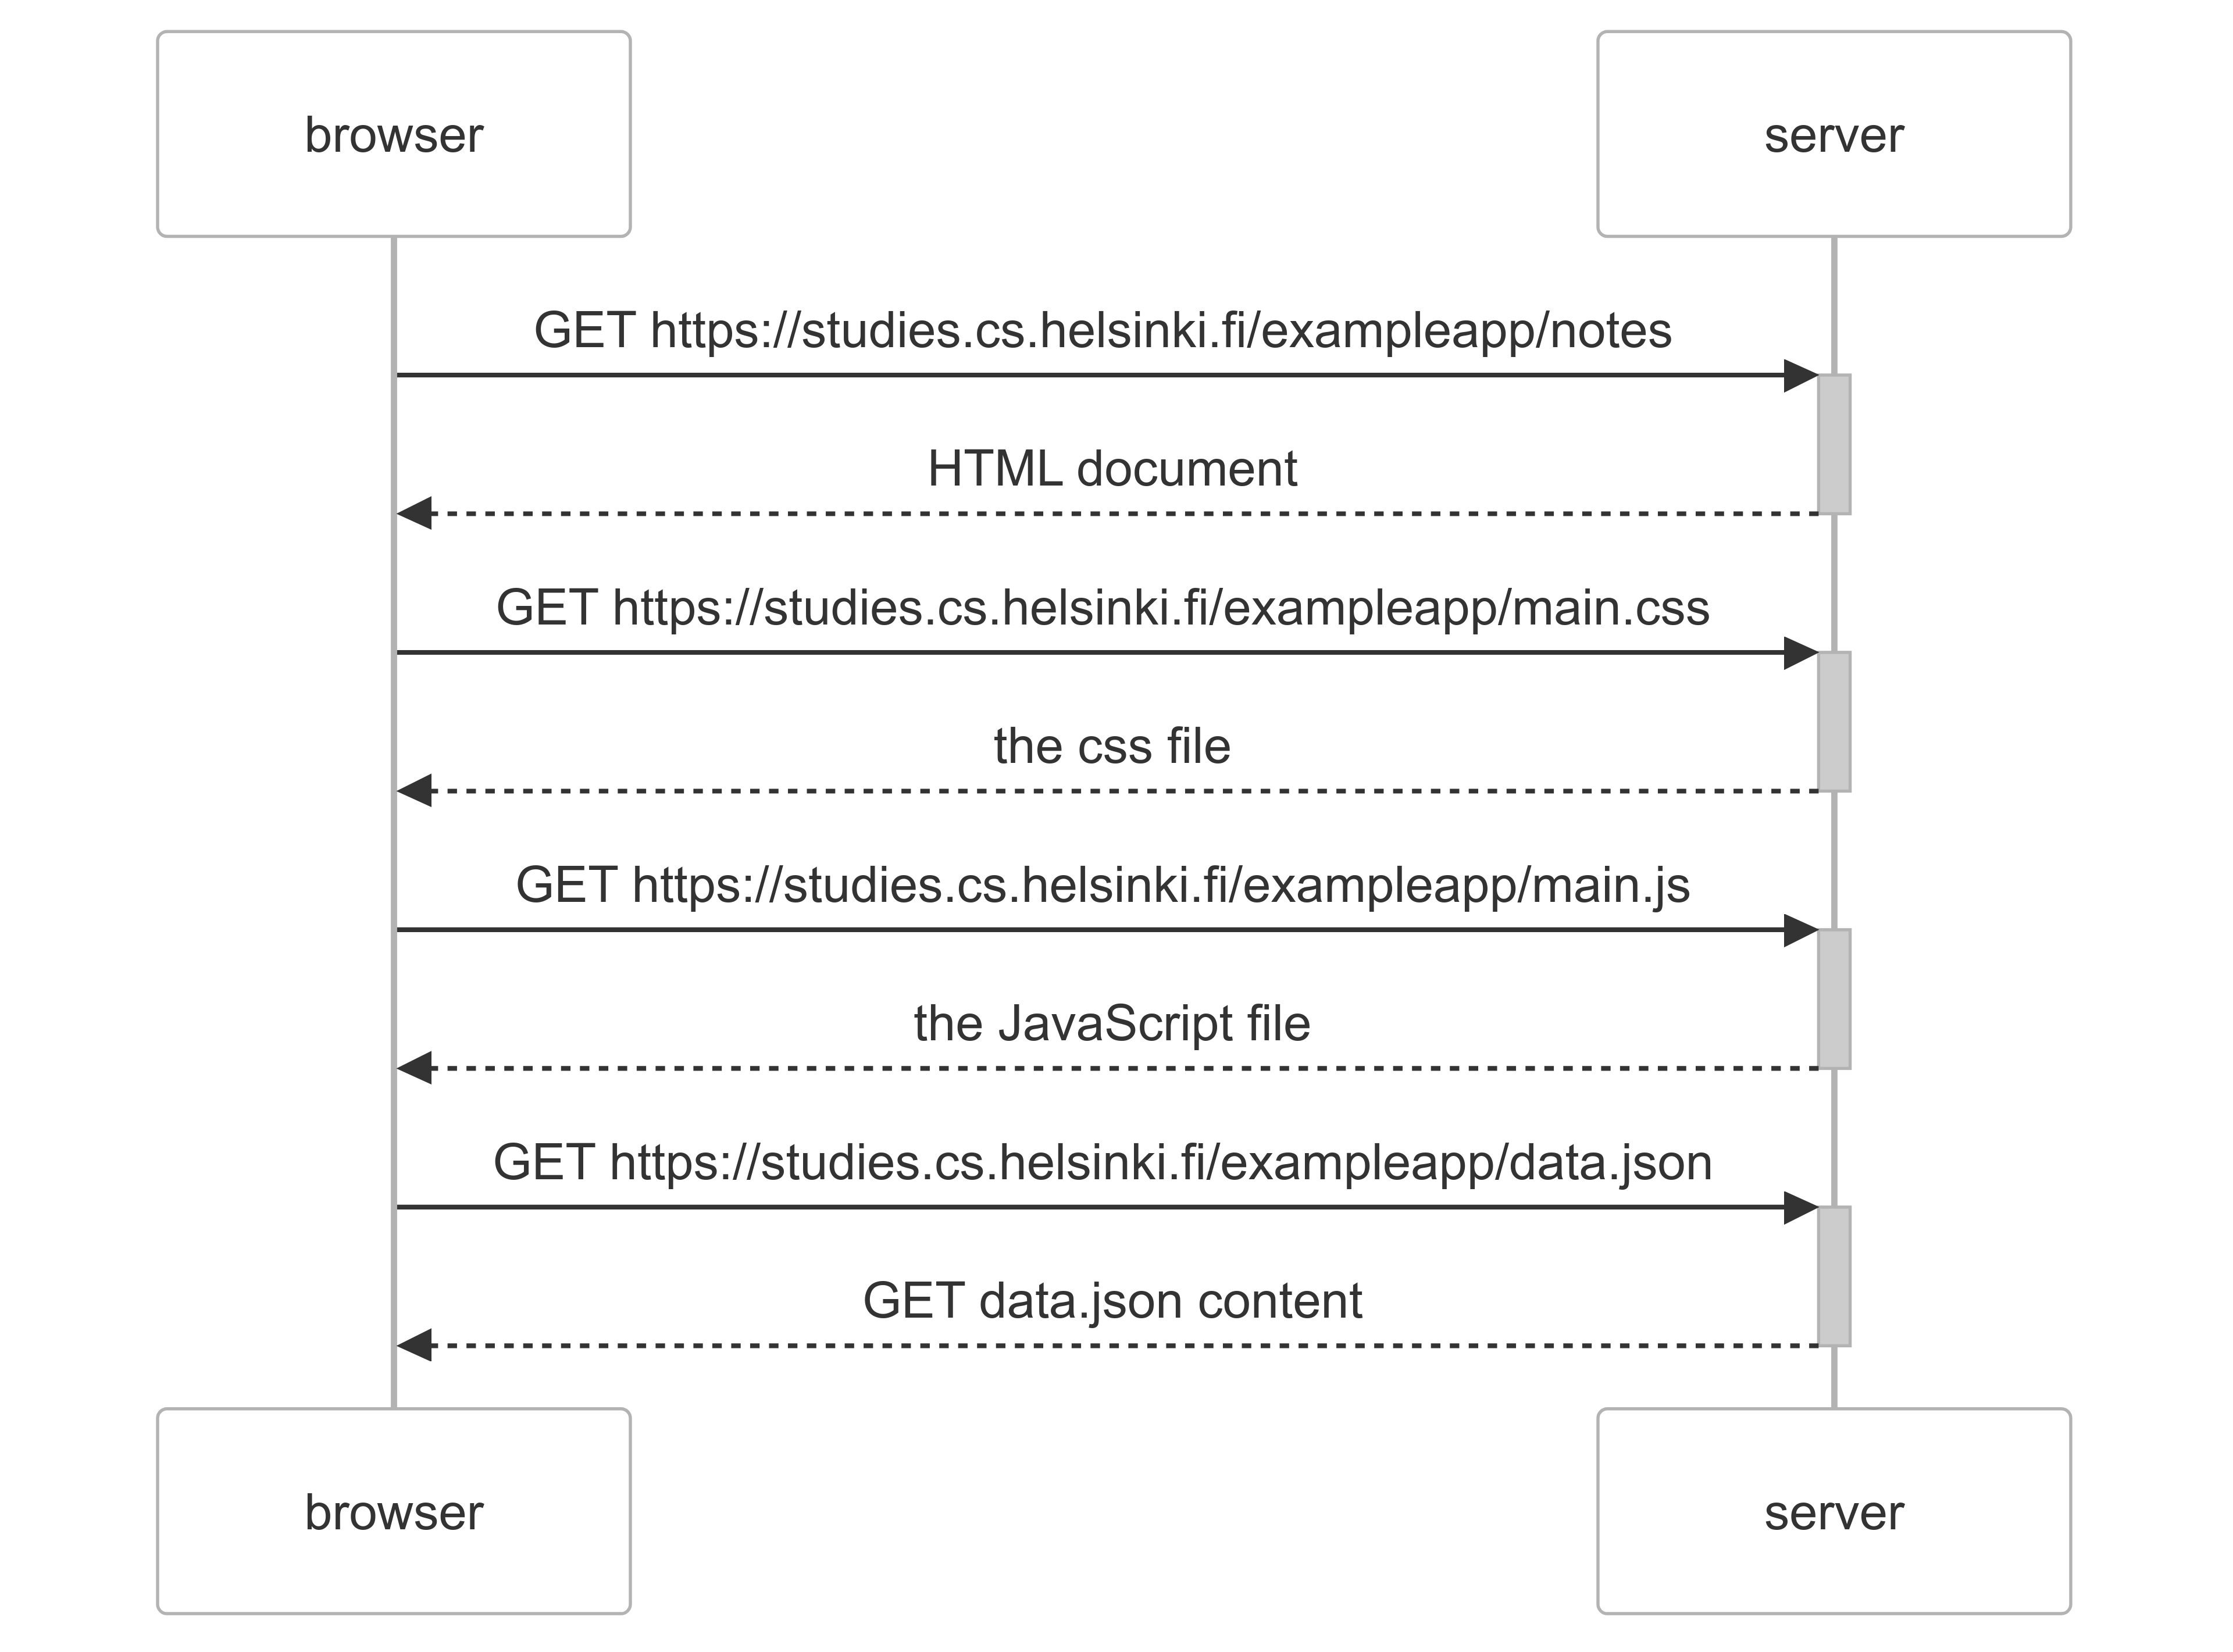 browser
server
GET https://studies.cs.helsinki.fi/exampleapp/notes
HTML document
GET https://studies.cs.helsinki.fi/exampleapp/main.css
the css file
GET https://studies.cs.helsinki.fi/exampleapp/main.js
the JavaScript file
GET https://studies.cs.helsinki.fi/exampleapp/data.json
GET data.json content
browser
server